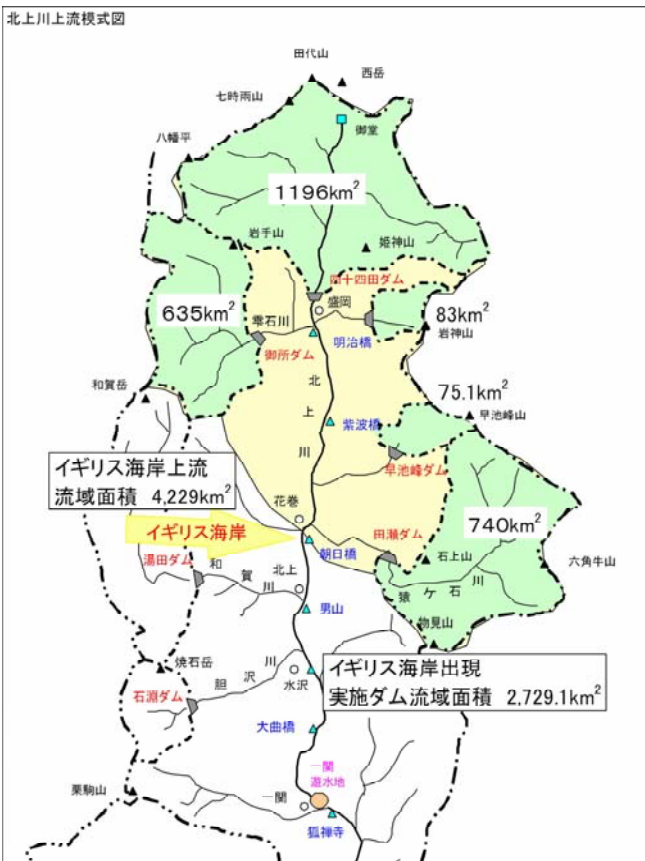 北上川上流模式図
田代山
西岳
七時雨山
御室
八幡平
1196km²
岩手山
姫神山
四十四田ダム
635km²
盛岡
83km²
雫石川
岩神山
明治橋
御所ダム
北上川
75.1km²
和賀岳
早池峰山
紫波橋
イギリス海岸上流
流域面積 4,229km²
早池峰ダム
花巻
740km²
イギリス海岸
田瀬ダム
朝日橋
湯田ダム
石上山
六角牛山
和賀川
北上
猿ケ石川
男山
物見山
イギリス海岸出現
実施ダム流域面積 2,729.1km²
焼石岳
胆沢川
水沢
石淵ダム
大曲橋
一関
遊水地
栗駒山
一関
狐禅寺